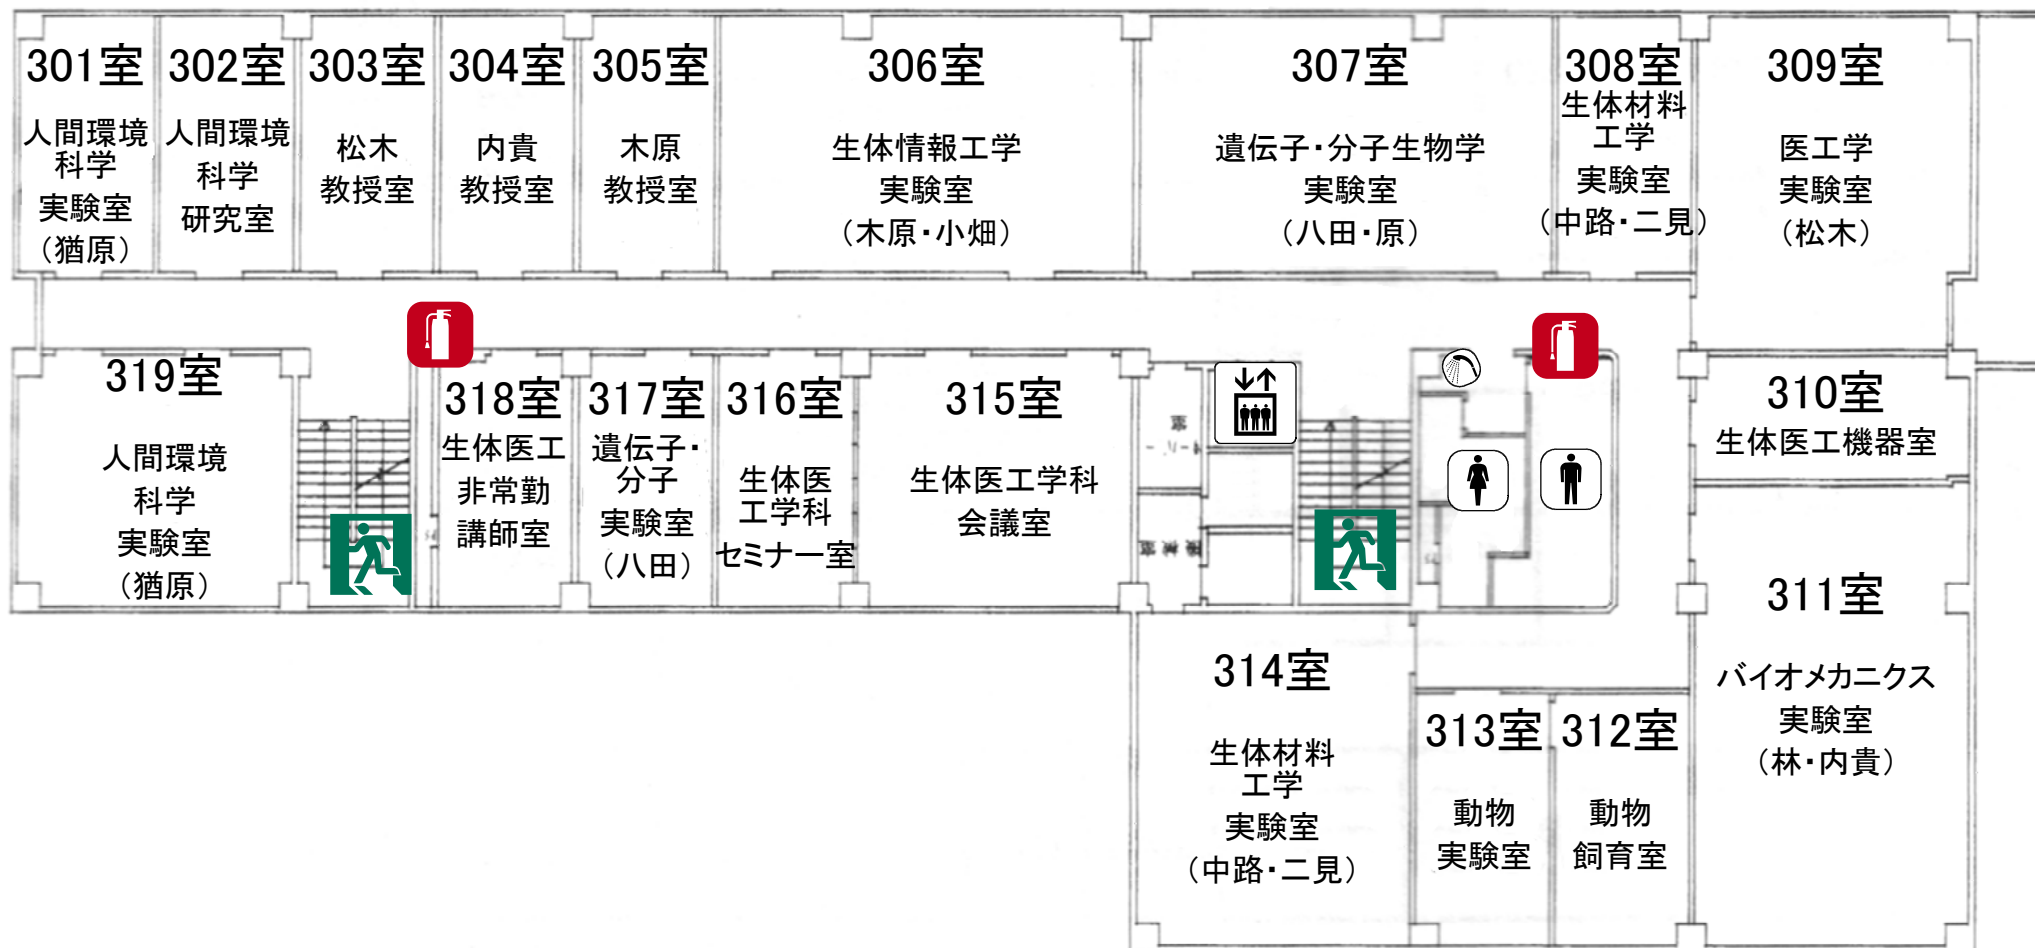 301室
人間環境
科学
実験室
（猶原）
302室
人間環境
科学
研究室
303室
松木
教授室
304室
内貴
教授室
305室
木原
教授室
306室
生体情報工学
実験室
（木原・小畑）
307室
遺伝子・分子生物学
実験室
（八田・原）
308室
生体材料
工学
実験室
（中路・二見）
309室
医工学
実験室
（松木）
319室
人間環境
科学
実験室
（猶原）
318室
生体医工
非常勤
講師室
317室
遺伝子・
分子
実験室
（八田）
316室
生体医
工学科
セミナー室
315室
生体医工学科
会議室
310室
生体医工機器室
311室
バイオメカニクス
実験室
（林・内貴）
314室
生体材料
工学
実験室
（中路・二見）
313室
動物
実験室
312室
動物
飼育室